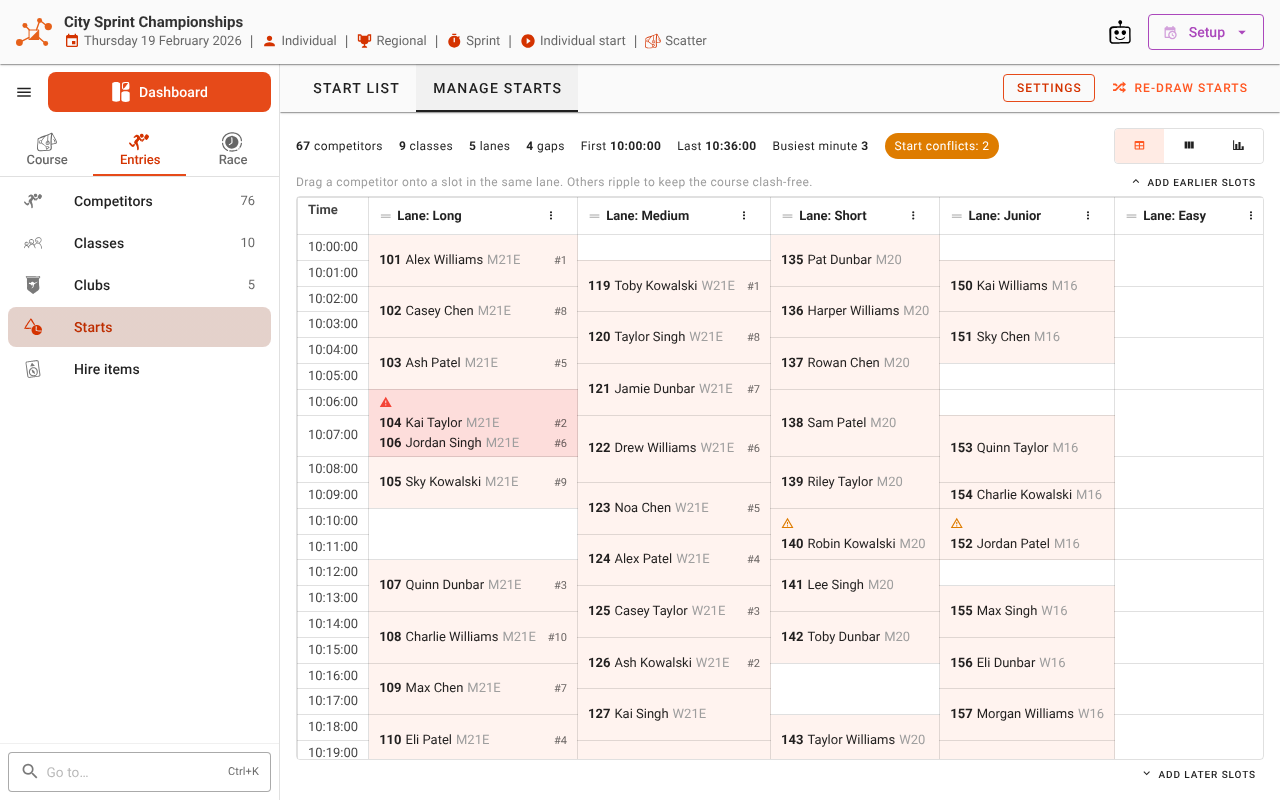 City Sprint Championships
Thursday 19 February 2026 | Individual | Regional | Sprint | Individual start | Scatter
Setup
Dashboard
START LIST
MANAGE STARTS
SETTINGS
RE-DRAW STARTS
Course
Entries
Race
67 competitors 9 classes 5 lanes 4 gaps First 10:00:00 Last 10:36:00 Busiest minute 3 Start conflicts: 2
Drag a competitor onto a slot in the same lane. Others ripple to keep the course clash-free.
ADD EARLIER SLOTS
Competitors 76
Classes 10
Clubs 5
Starts
Hire items
Time
Lane: Long
Lane: Medium
Lane: Short
Lane: Junior
Lane: Easy
10:00:00
10:01:00
10:02:00
10:03:00
10:04:00
10:05:00
10:06:00
10:07:00
10:08:00
10:09:00
10:10:00
10:11:00
10:12:00
10:13:00
10:14:00
10:15:00
10:16:00
10:17:00
10:18:00
10:19:00
101 Alex Williams M21E #1
102 Casey Chen M21E #8
103 Ash Patel M21E #5
104 Kai Taylor M21E #2
106 Jordan Singh M21E #6
105 Sky Kowalski M21E #9
107 Quinn Dunbar M21E #3
108 Charlie Williams M21E #10
109 Max Chen M21E #7
110 Eli Patel M21E #4
119 Toby Kowalski W21E #1
120 Taylor Singh W21E #8
121 Jamie Dunbar W21E #7
122 Drew Williams W21E #6
123 Noa Chen W21E #5
124 Alex Patel W21E #4
125 Casey Taylor W21E #3
126 Ash Kowalski W21E #2
127 Kai Singh W21E
135 Pat Dunbar M20
136 Harper Williams M20
137 Rowan Chen M20
138 Sam Patel M20
139 Riley Taylor M20
140 Robin Kowalski M20
141 Lee Singh M20
142 Toby Dunbar M20
143 Taylor Williams W20
150 Kai Williams M16
151 Sky Chen M16
153 Quinn Taylor M16
154 Charlie Kowalski M16
152 Jordan Patel M16
155 Max Singh W16
156 Eli Dunbar W16
157 Morgan Williams W16
Go to... Ctrl+K
ADD LATER SLOTS